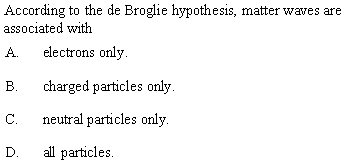 According to the de Broglie hypothesis, matter waves are
associated with
A. electrons only.
B. charged particles only.
C. neutral particles only.
D. all particles.